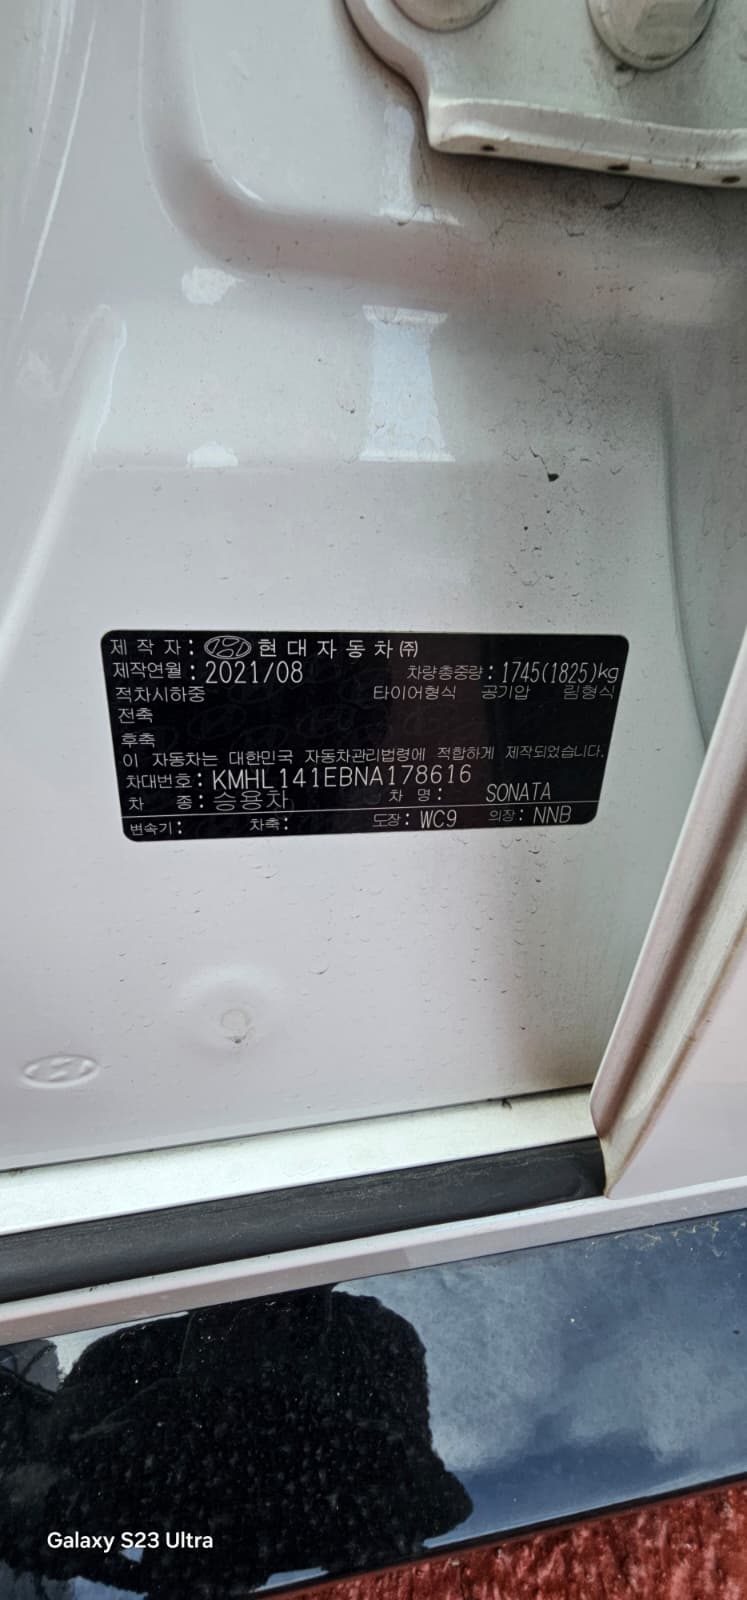 제 작 자 : 현 대 자 동 차 ㈜
제작연월 : 2021/08 차량총중량 : 1745(1825)kg
적차시하중 타이어형식 공기압 림형식
전축
후축
이 자동차는 대한민국 자동차관리법령에 적합하게 제작되었습니다.
차대번호 : KMHL141EBNA178616
차 종 : 승용차 차 명 : SONATA
변속기 : 차축 : 도장 : WC9 의장 : NNB
Galaxy S23 Ultra